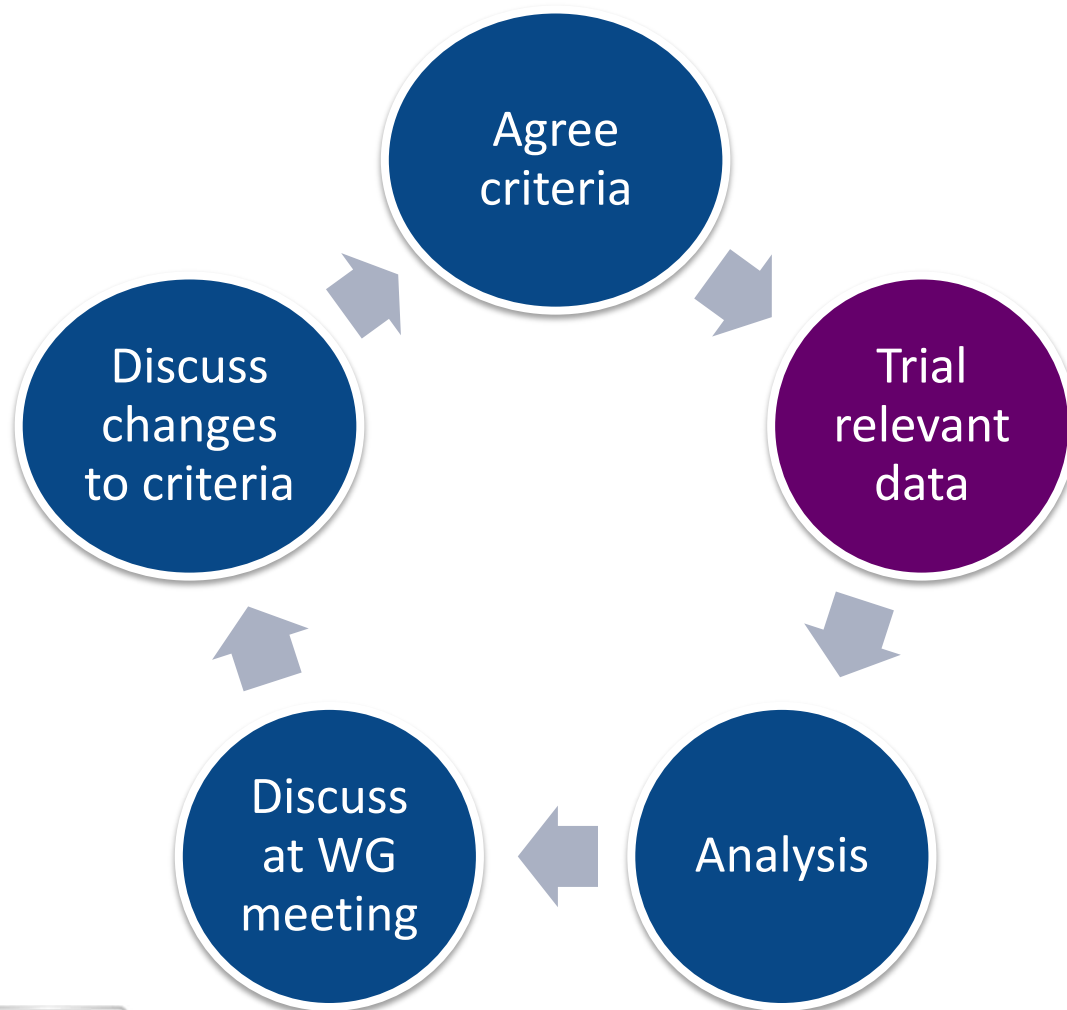 Agree
criteria
Trial
relevant
data
Analysis
Discuss
at WG
meeting
Discuss
changes
to criteria